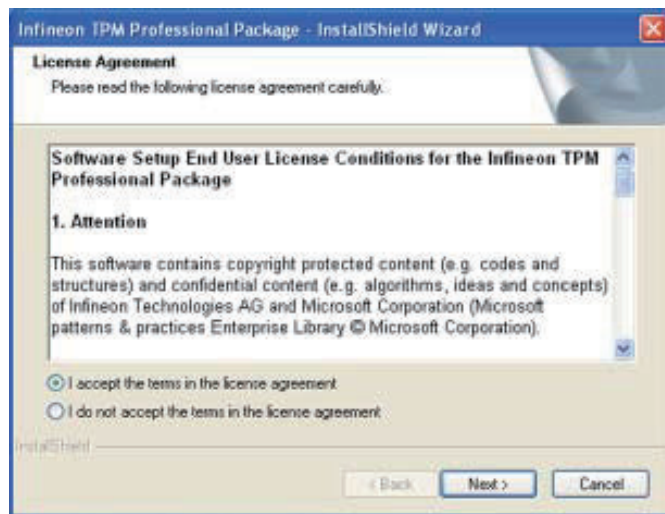 Infineon TPM Professional Package - InstallShield Wizard
License Agreement
Please read the following license agreement carefully.
Software Setup End User License Conditions for the Infineon TPM
Professional Package
1. Attention
This software contains copyright protected content (e.g. codes and
structures) and confidential content (e.g. algorithms, ideas and concepts)
of Infineon Technologies AG and Microsoft Corporation (Microsoft
patterns & practices Enterprise Library © Microsoft Corporation).
I accept the terms in the license agreement
I do not accept the terms in the license agreement
InstallShield
< Back Next > Cancel